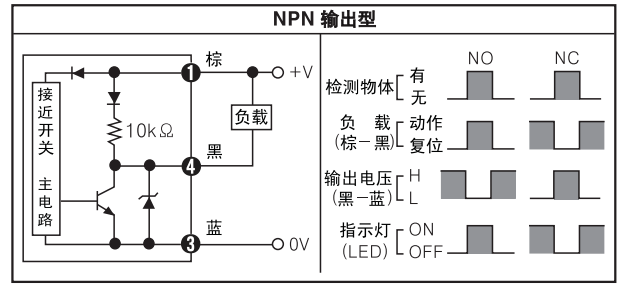 NPN 输出型
棕
1
+V
接近开关 主电路
10kΩ
负载
黑
4
蓝
3
0V
NO NC
检测物体 有
无
负 载 动作
(棕－黑) 复位
输出电压 H
(黑－蓝) L
指示灯 ON
(LED) OFF